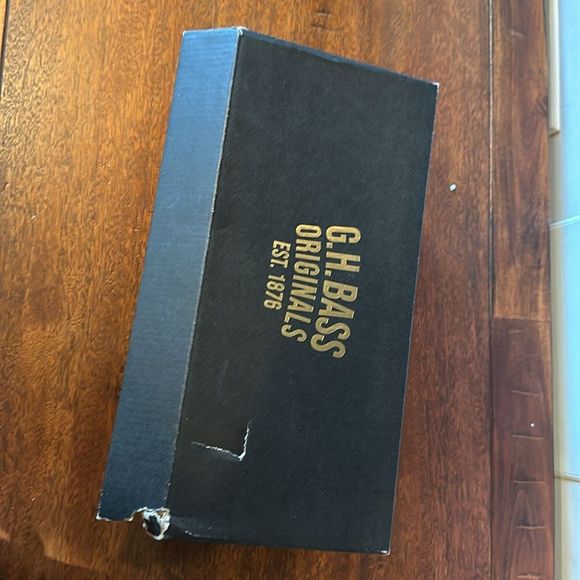 G.H. BASS
ORIGINALS
EST. 1876